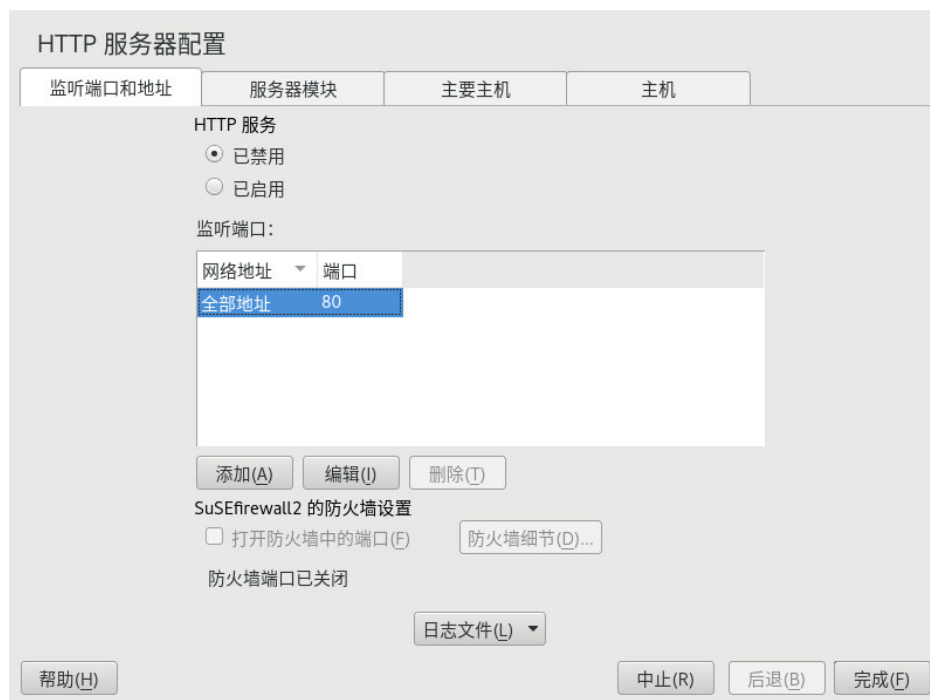 HTTP 服务器配置
监听端口和地址 服务器模块 主要主机 主机
HTTP 服务
已禁用
已启用
监听端口:
网络地址 端口
全部地址 80
添加(A) 编辑(I) 删除(T)
SuSEfirewall2 的防火墙设置
打开防火墙中的端口(F) 防火墙细节(D)...
防火墙端口已关闭
日志文件(L)
帮助(H) 中止(R) 后退(B) 完成(F)